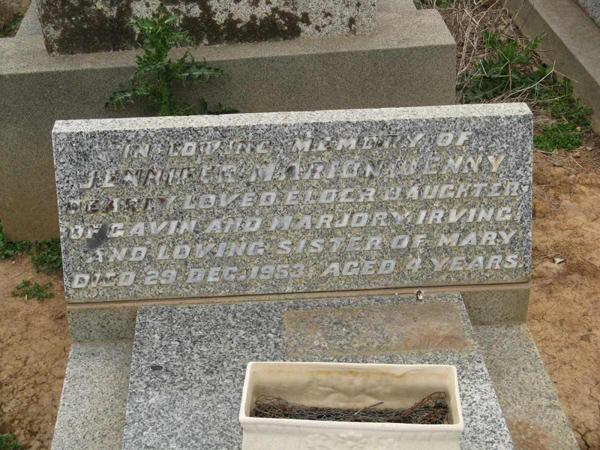 IN LOVING MEMORY OF
JENNIFER MARION (JENNY)
DEARLY LOVED ELDER DAUGHTER
OF GAVIN AND MARJORY IRVING
AND LOVING SISTER OF MARY
DIED 29 DEC. 1953 AGED 4 YEARS